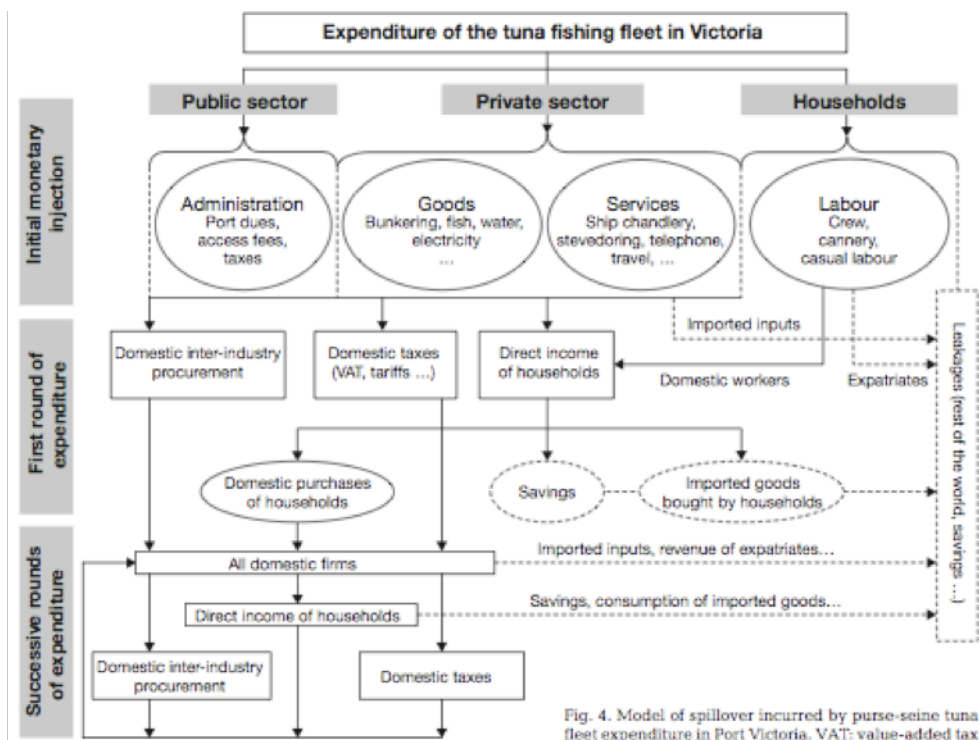 Expenditure of the tuna fishing fleet in Victoria
Public sector
Private sector
Households
Initial monetary
injection
Administration
Port dues,
access fees,
taxes
Goods
Bunkering, fish, water,
electricity
...
Services
Ship chandlery,
stevedoring, telephone,
travel, ...
Labour
Crew,
cannery,
casual labour
Imported inputs
First round of
expenditure
Domestic inter-industry
procurement
Domestic taxes
(VAT, tariffs ...)
Direct income
of households
Domestic workers
Expatriates
Leakages (rest of the world, savings ...)
Domestic purchases
of households
Savings
Imported goods
bought by households
Successive rounds
of expenditure
All domestic firms
Imported inputs, revenue of expatriates...
Direct income of households
Savings, consumption of imported goods...
Domestic inter-industry
procurement
Domestic taxes
Fig. 4. Model of spillover incurred by purse-seine tuna
fleet expenditure in Port Victoria. VAT: value-added tax